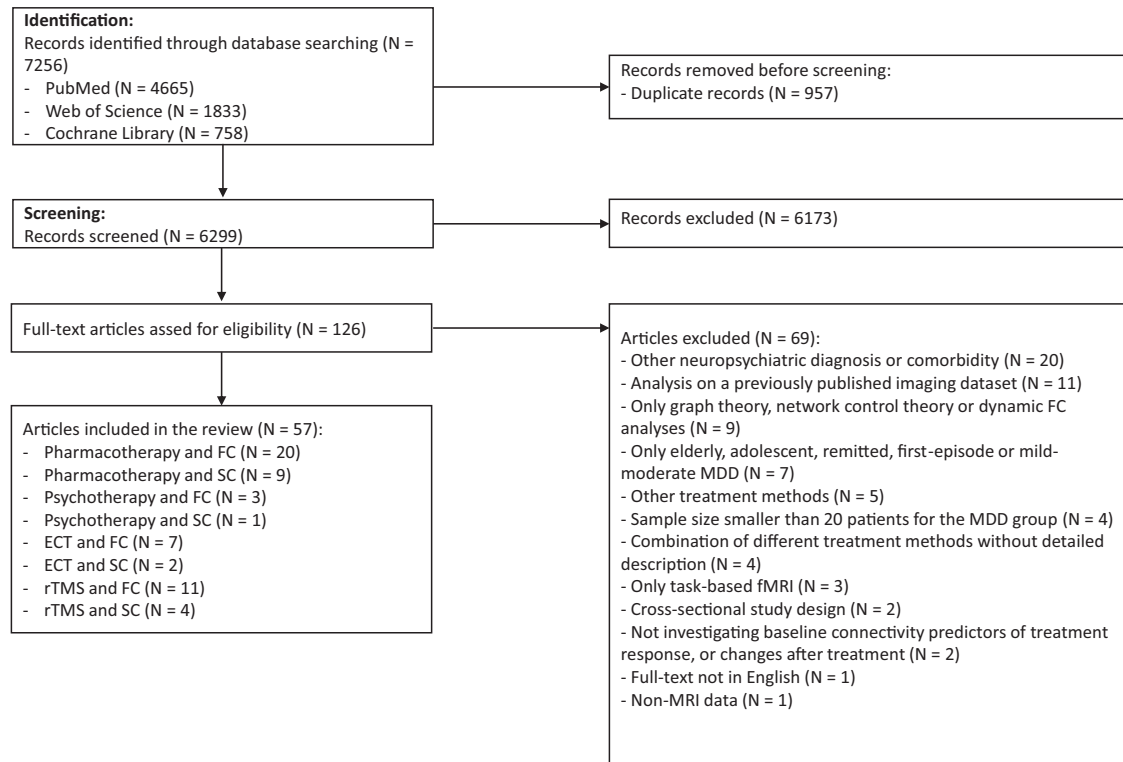 Identification:
Records identified through database searching (N =
7256)
- PubMed (N = 4665)
- Web of Science (N = 1833)
- Cochrane Library (N = 758)
Records removed before screening:
- Duplicate records (N = 957)
Screening:
Records screened (N = 6299)
Records excluded (N = 6173)
Full-text articles assed for eligibility (N = 126)
Articles excluded (N = 69):
- Other neuropsychiatric diagnosis or comorbidity (N = 20)
- Analysis on a previously published imaging dataset (N = 11)
- Only graph theory, network control theory or dynamic FC
analyses (N = 9)
- Only elderly, adolescent, remitted, first-episode or mild-
moderate MDD (N = 7)
- Other treatment methods (N = 5)
- Sample size smaller than 20 patients for the MDD group (N = 4)
- Combination of different treatment methods without detailed
description (N = 4)
- Only task-based fMRI (N = 3)
- Cross-sectional study design (N = 2)
- Not investigating baseline connectivity predictors of treatment
response, or changes after treatment (N = 2)
- Full-text not in English (N = 1)
- Non-MRI data (N = 1)
Articles included in the review (N = 57):
- Pharmacotherapy and FC (N = 20)
- Pharmacotherapy and SC (N = 9)
- Psychotherapy and FC (N = 3)
- Psychotherapy and SC (N = 1)
- ECT and FC (N = 7)
- ECT and SC (N = 2)
- rTMS and FC (N = 11)
- rTMS and SC (N = 4)